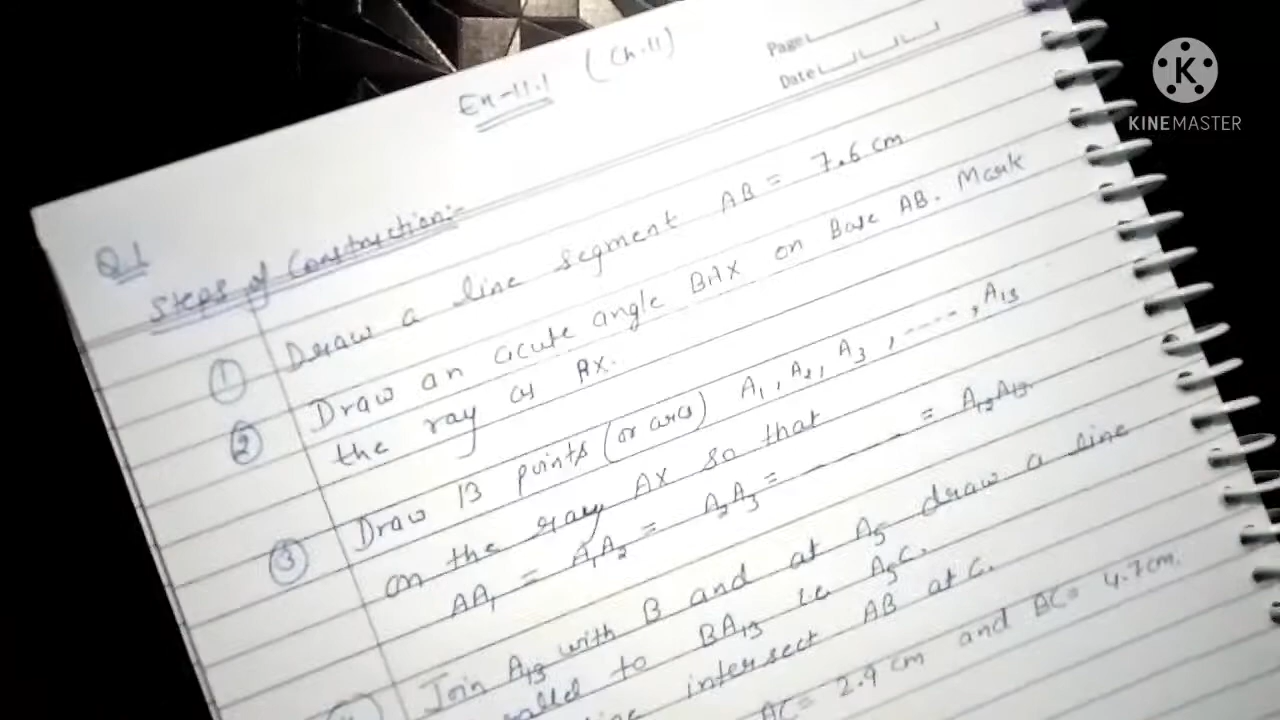 Ex-11.1 (Ch.11)
Page
Date
KINEMASTER
Q.1
Steps of Construction:-
① Draw a line segment AB = 7.6 cm
② Draw an acute angle BAX on Base AB. Mark
the ray as AX.
③ Draw 13 points (or arcs) A₁, A₂, A₃, ...., A₁₃
on the ray AX so that
AA₁ = A₁A₂ = A₂A₃ = ------ = A₁₂A₁₃
Join A₁₃ with B and at A₅ draw a line
to BA₁₃ i.e A₅C.
intersect AB at C.
AC = 2.9 cm and BC = 4.7 cm.